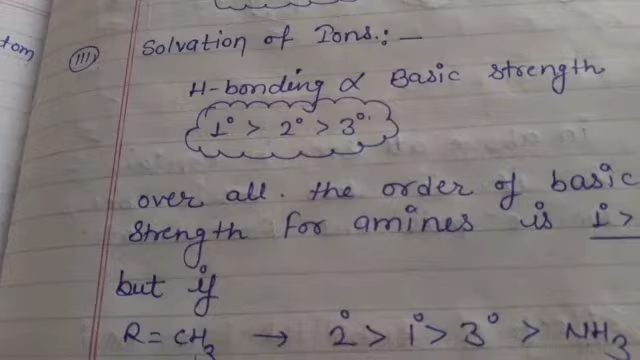 tom
(III) Solvation of Ions:-
H-bonding ∝ Basic strength
1° > 2° > 3°
over all. the order of basic
strength for amines is 1° >
but if
R = CH3 → 2° > 1° > 3° > NH3